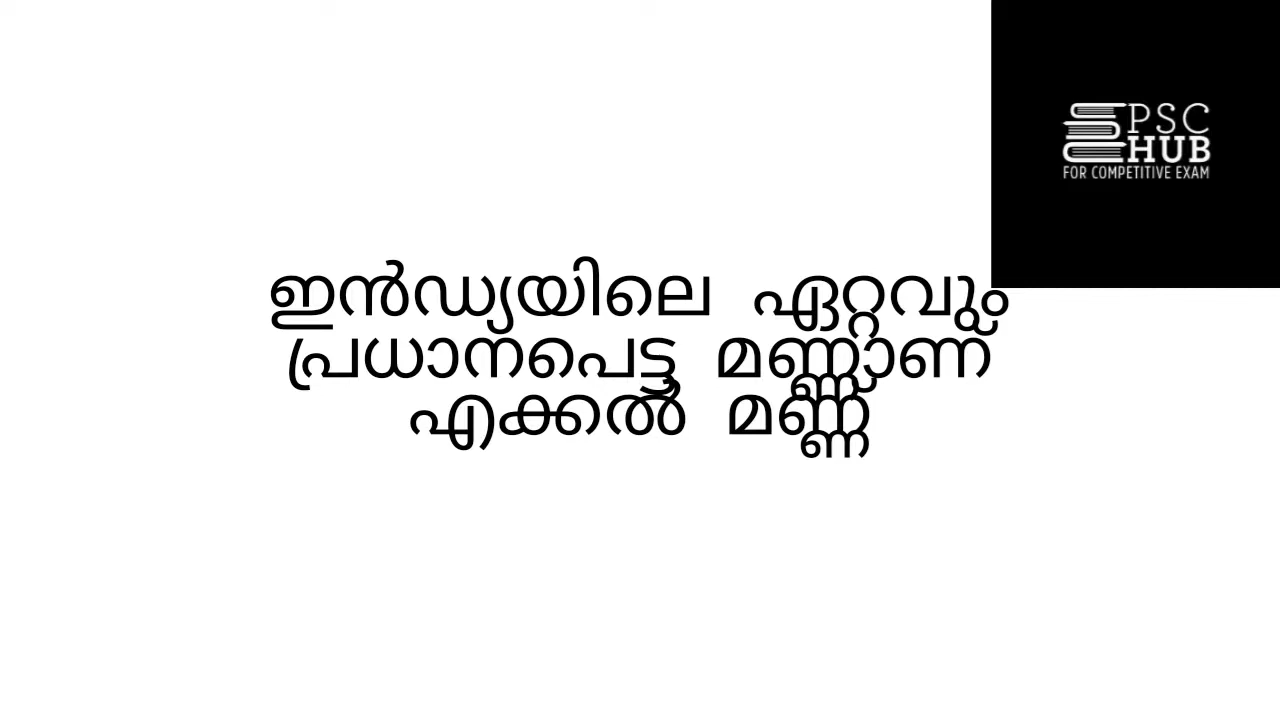 PSC
HUB
FOR COMPETITIVE EXAM
ഇൻഡ്യയിലെ ഏറ്റവും
പ്രധാനപെട്ട മണ്ണാണ്
എക്കൽ മണ്ണ്